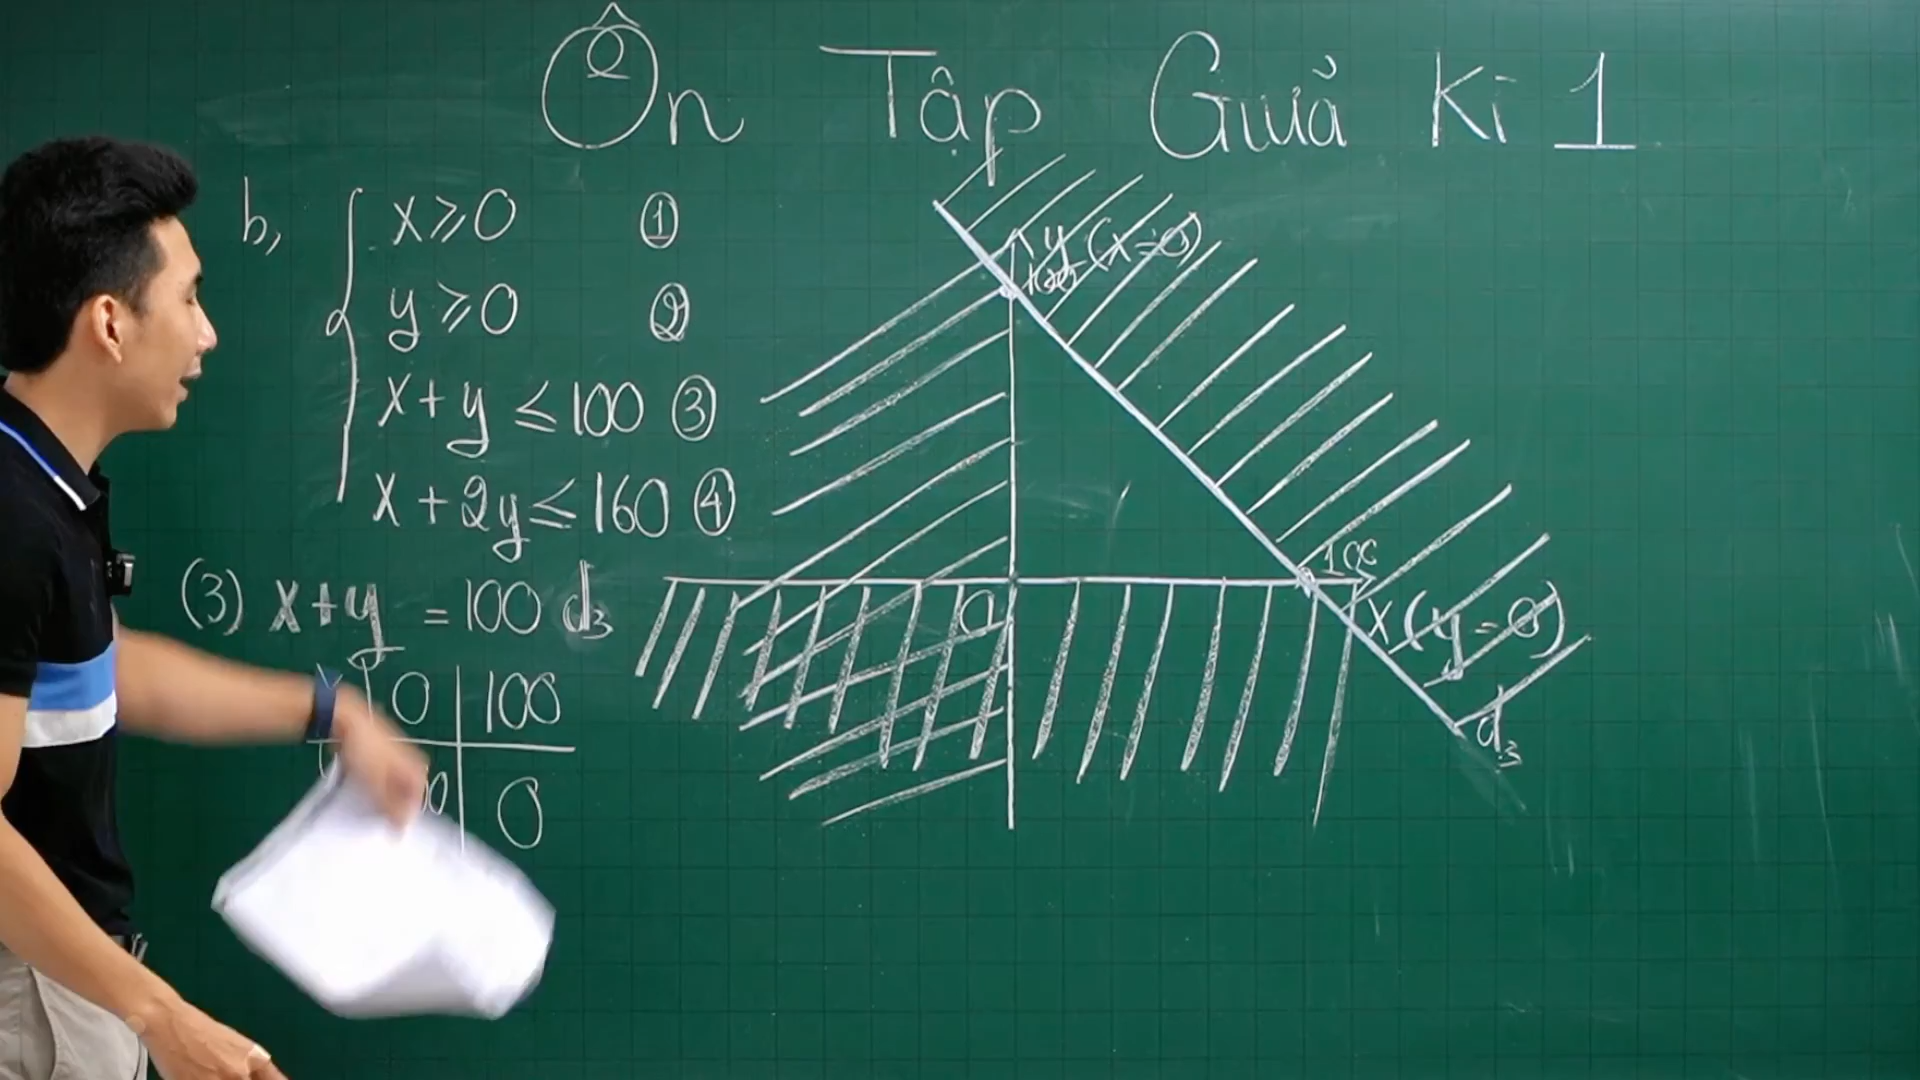 Ôn Tập Giữa Kì 1
b, { x ≥ 0 ①
y ≥ 0 ②
x + y ≤ 100 ③
x + 2y ≤ 160 ④
(3) x + y = 100 d₃
0 | 100
0
y (x = 0)
100
O
x (y = 0)
d₃